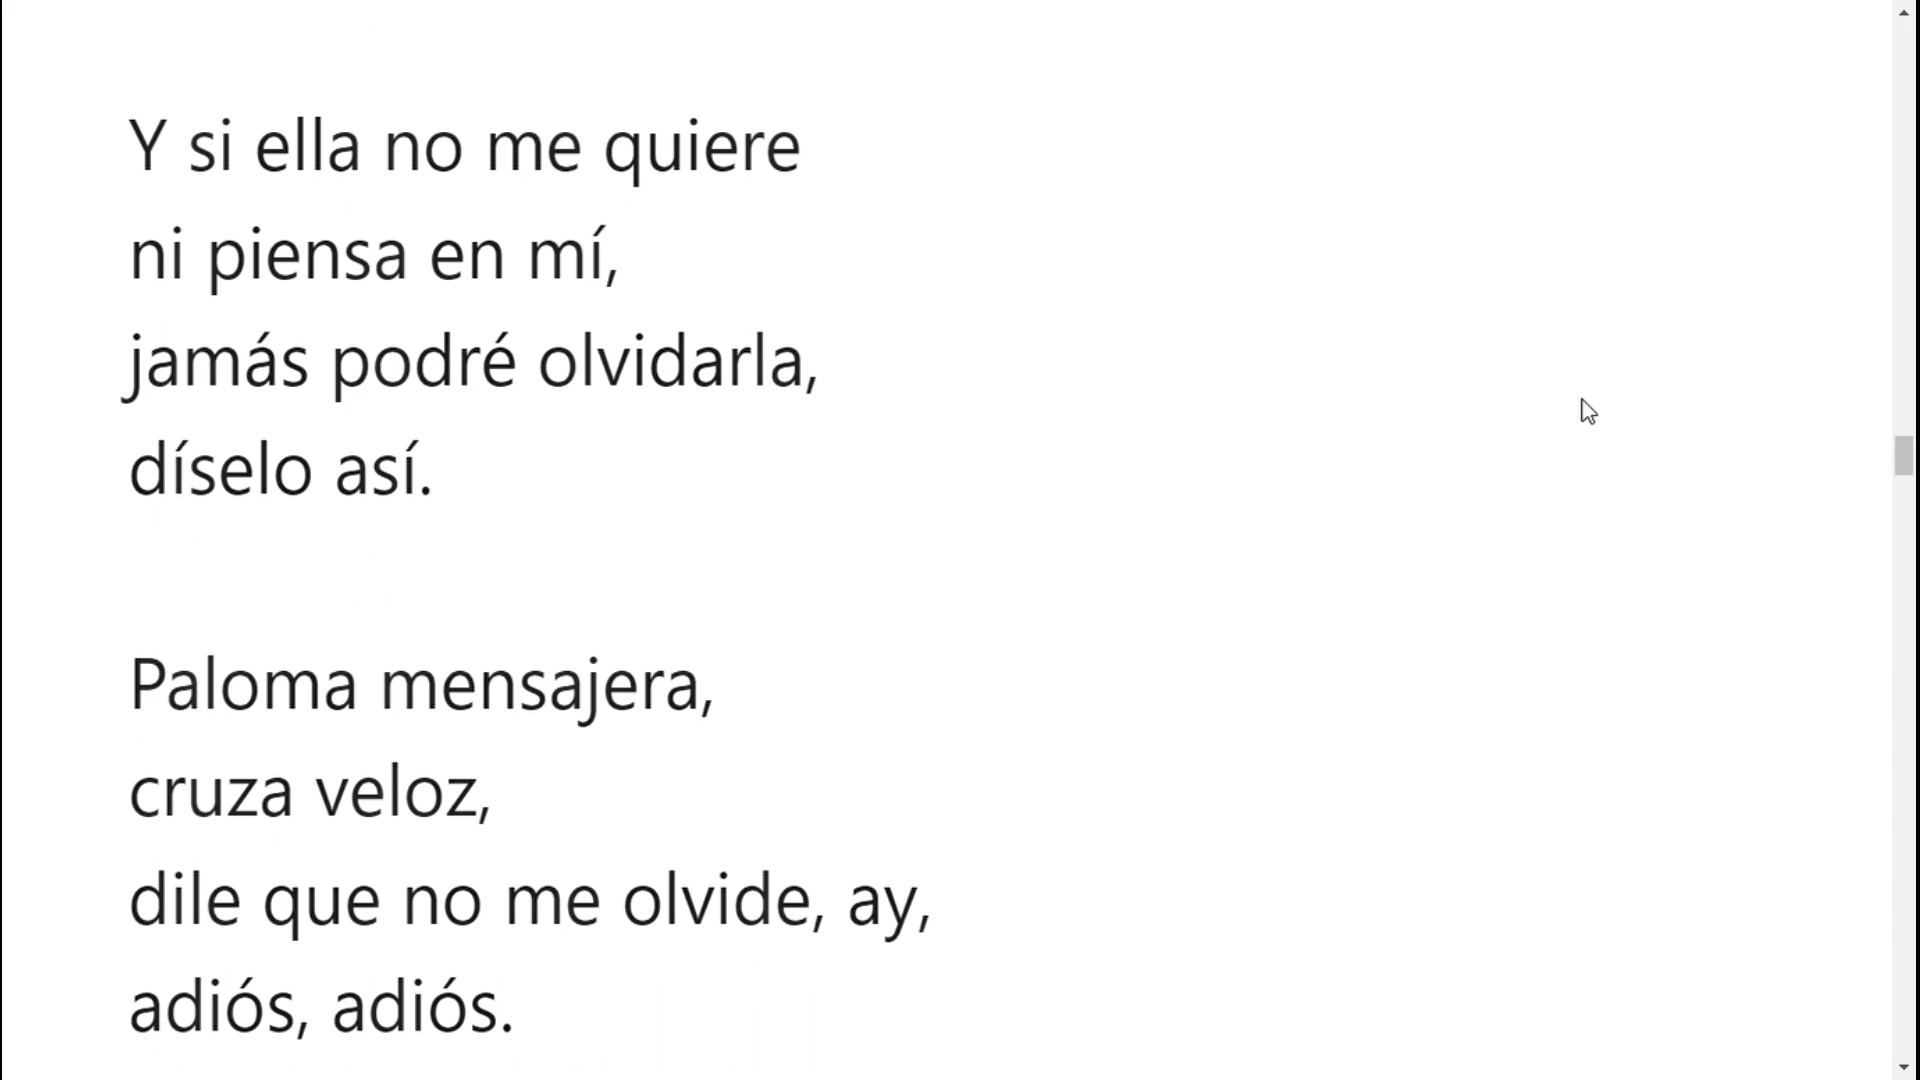 Y si ella no me quiere
ni piensa en mí,
jamás podré olvidarla,
díselo así.
Paloma mensajera,
cruza veloz,
dile que no me olvide, ay,
adiós, adiós.